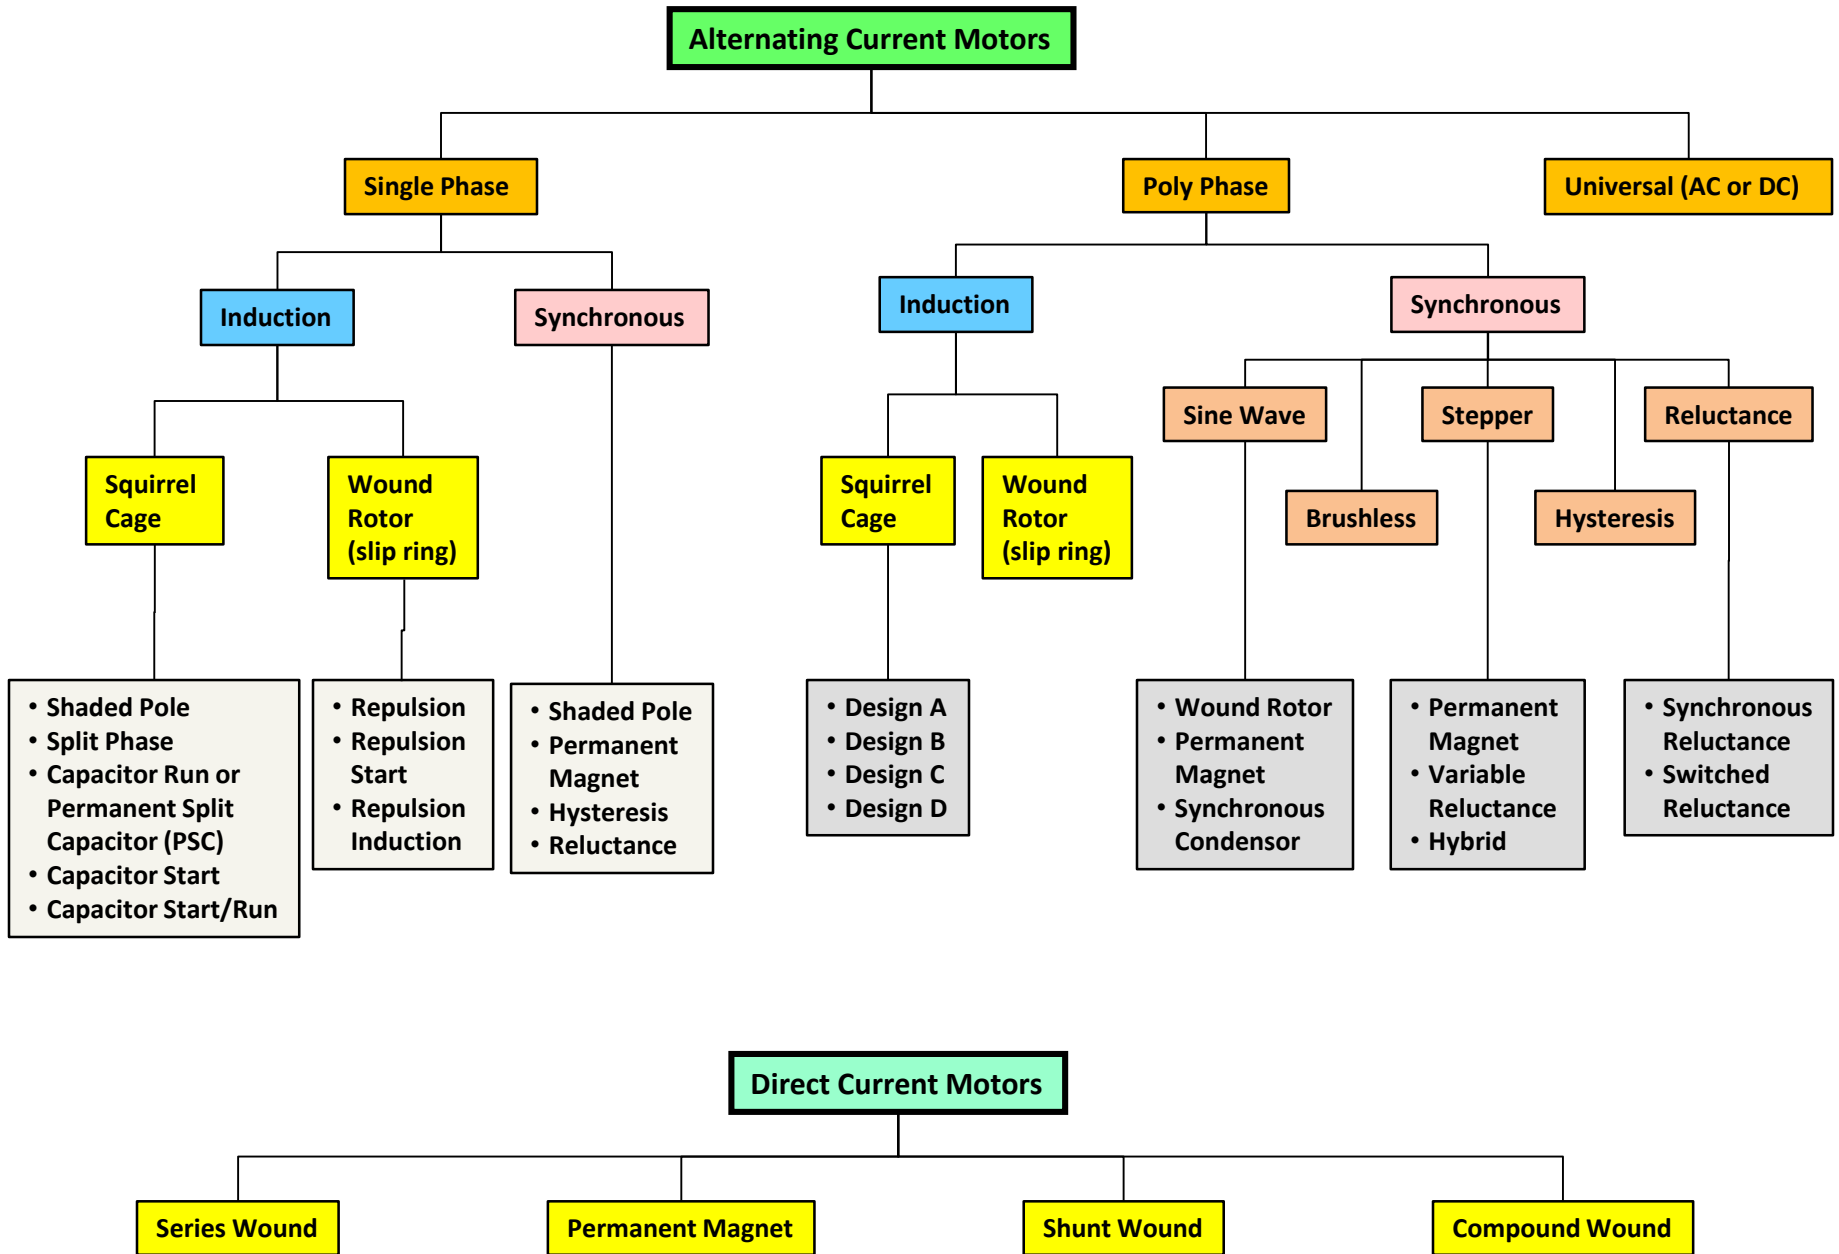 Alternating Current Motors
Single Phase
Poly Phase
Universal (AC or DC)
Induction
Synchronous
Induction
Synchronous
Sine Wave
Stepper
Reluctance
Brushless
Hysteresis
Squirrel
Cage
Wound
Rotor
(slip ring)
Squirrel
Cage
Wound
Rotor
(slip ring)
• Shaded Pole
• Split Phase
• Capacitor Run or
Permanent Split
Capacitor (PSC)
• Capacitor Start
• Capacitor Start/Run
• Repulsion
• Repulsion
Start
• Repulsion
Induction
• Shaded Pole
• Permanent
Magnet
• Hysteresis
• Reluctance
• Design A
• Design B
• Design C
• Design D
• Wound Rotor
• Permanent
Magnet
• Synchronous
Condensor
• Permanent
Magnet
• Variable
Reluctance
• Hybrid
• Synchronous
Reluctance
• Switched
Reluctance
Direct Current Motors
Series Wound
Permanent Magnet
Shunt Wound
Compound Wound